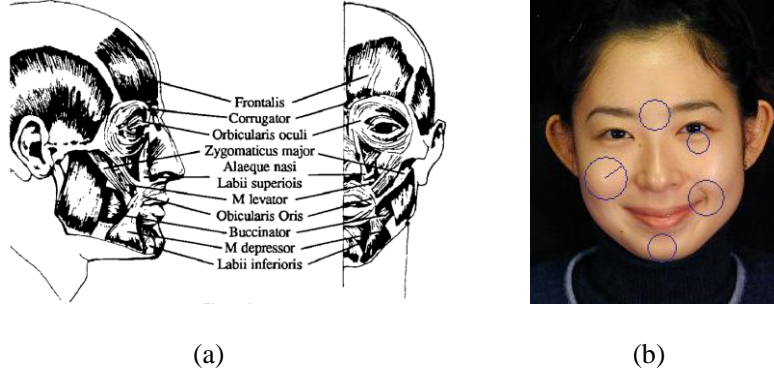 Frontalis
Corrugator
Orbicularis oculi
Zygomaticus major
Alaeque nasi
Labii superiois
M levator
Obicularis Oris
Buccinator
M depressor
Labii inferioris
(a)
(b)